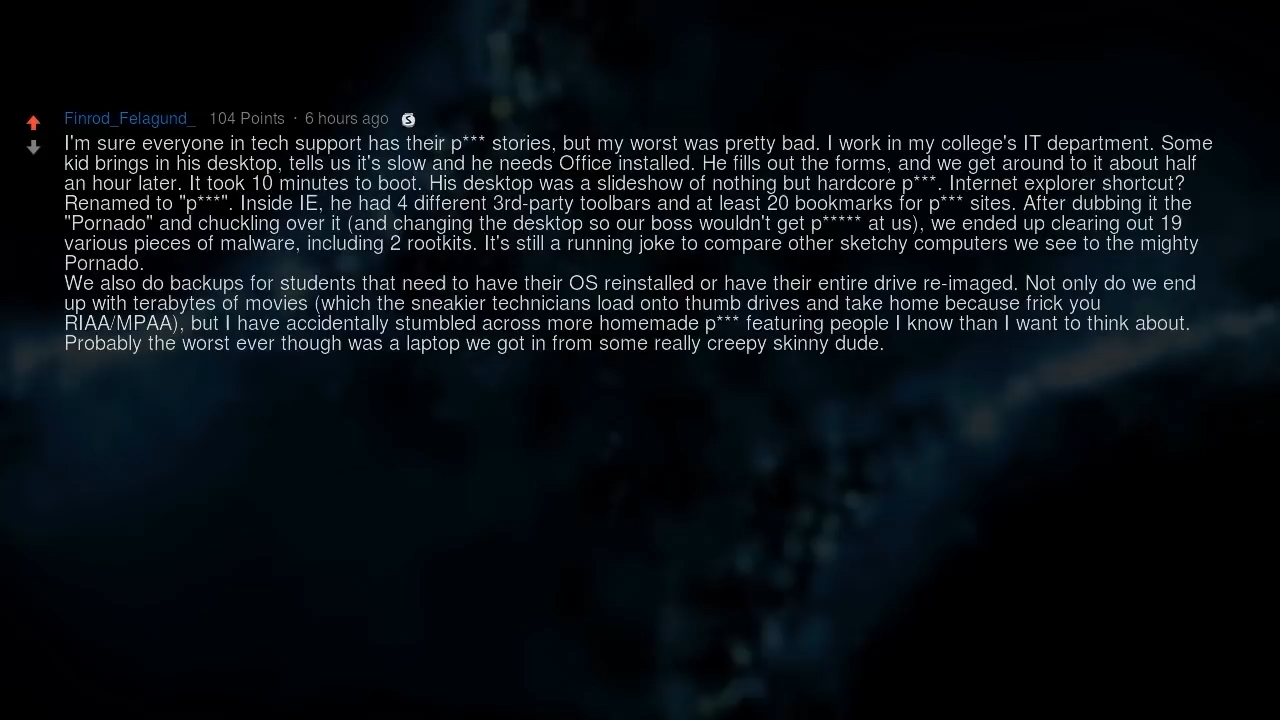 Finrod_Felagund_ 104 Points · 6 hours ago S
I'm sure everyone in tech support has their p*** stories, but my worst was pretty bad. I work in my college's IT department. Some
kid brings in his desktop, tells us it's slow and he needs Office installed. He fills out the forms, and we get around to it about half
an hour later. It took 10 minutes to boot. His desktop was a slideshow of nothing but hardcore p***. Internet explorer shortcut?
Renamed to "p***". Inside IE, he had 4 different 3rd-party toolbars and at least 20 bookmarks for p*** sites. After dubbing it the
"Pornado" and chuckling over it (and changing the desktop so our boss wouldn't get p***** at us), we ended up clearing out 19
various pieces of malware, including 2 rootkits. It's still a running joke to compare other sketchy computers we see to the mighty
Pornado.
We also do backups for students that need to have their OS reinstalled or have their entire drive re-imaged. Not only do we end
up with terabytes of movies (which the sneakier technicians load onto thumb drives and take home because frick you
RIAA/MPAA), but I have accidentally stumbled across more homemade p*** featuring people I know than I want to think about.
Probably the worst ever though was a laptop we got in from some really creepy skinny dude.